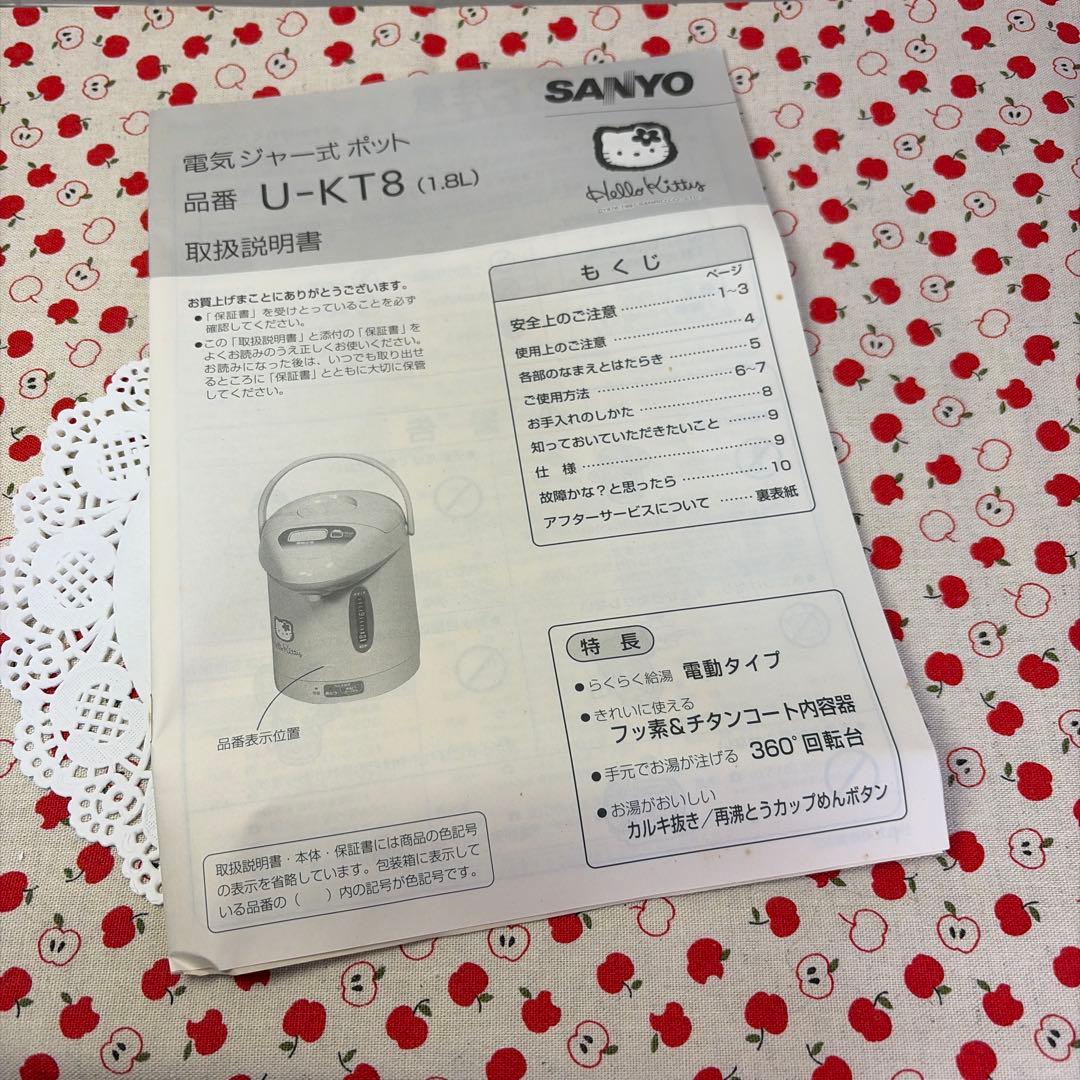 SANYO
電気ジャー式ポット
品番 U-KT8 (1.8L)
取扱説明書
Hello Kitty
お買上げまことにありがとうございます。
●「保証書」を受けとっていることを必ず
確認してください。
●この「取扱説明書」と添付の「保証書」を
よくお読みのうえ正しくお使いください。
お読みになった後は、いつでも取り出せ
るところに「保証書」とともに大切に保管
してください。
もくじ
ページ
安全上のご注意 1~3
使用上のご注意 4
各部のなまえとはたらき 5
ご使用方法 6~7
お手入れのしかた 8
知っておいていただきたいこと 9
仕様 9
故障かな?と思ったら 10
アフターサービスについて 裏表紙
Hello Kitty
品番表示位置
特長
●らくらく給湯 電動タイプ
●きれいに使える
フッ素&チタンコート内容器
●手元でお湯が注げる 360°回転台
●お湯がおいしい
カルキ抜き/再沸とうカップめんボタン
取扱説明書・本体・保証書には商品の色記号
の表示を省略しています。包装箱に表示して
いる品番の( )内の記号が色記号です。